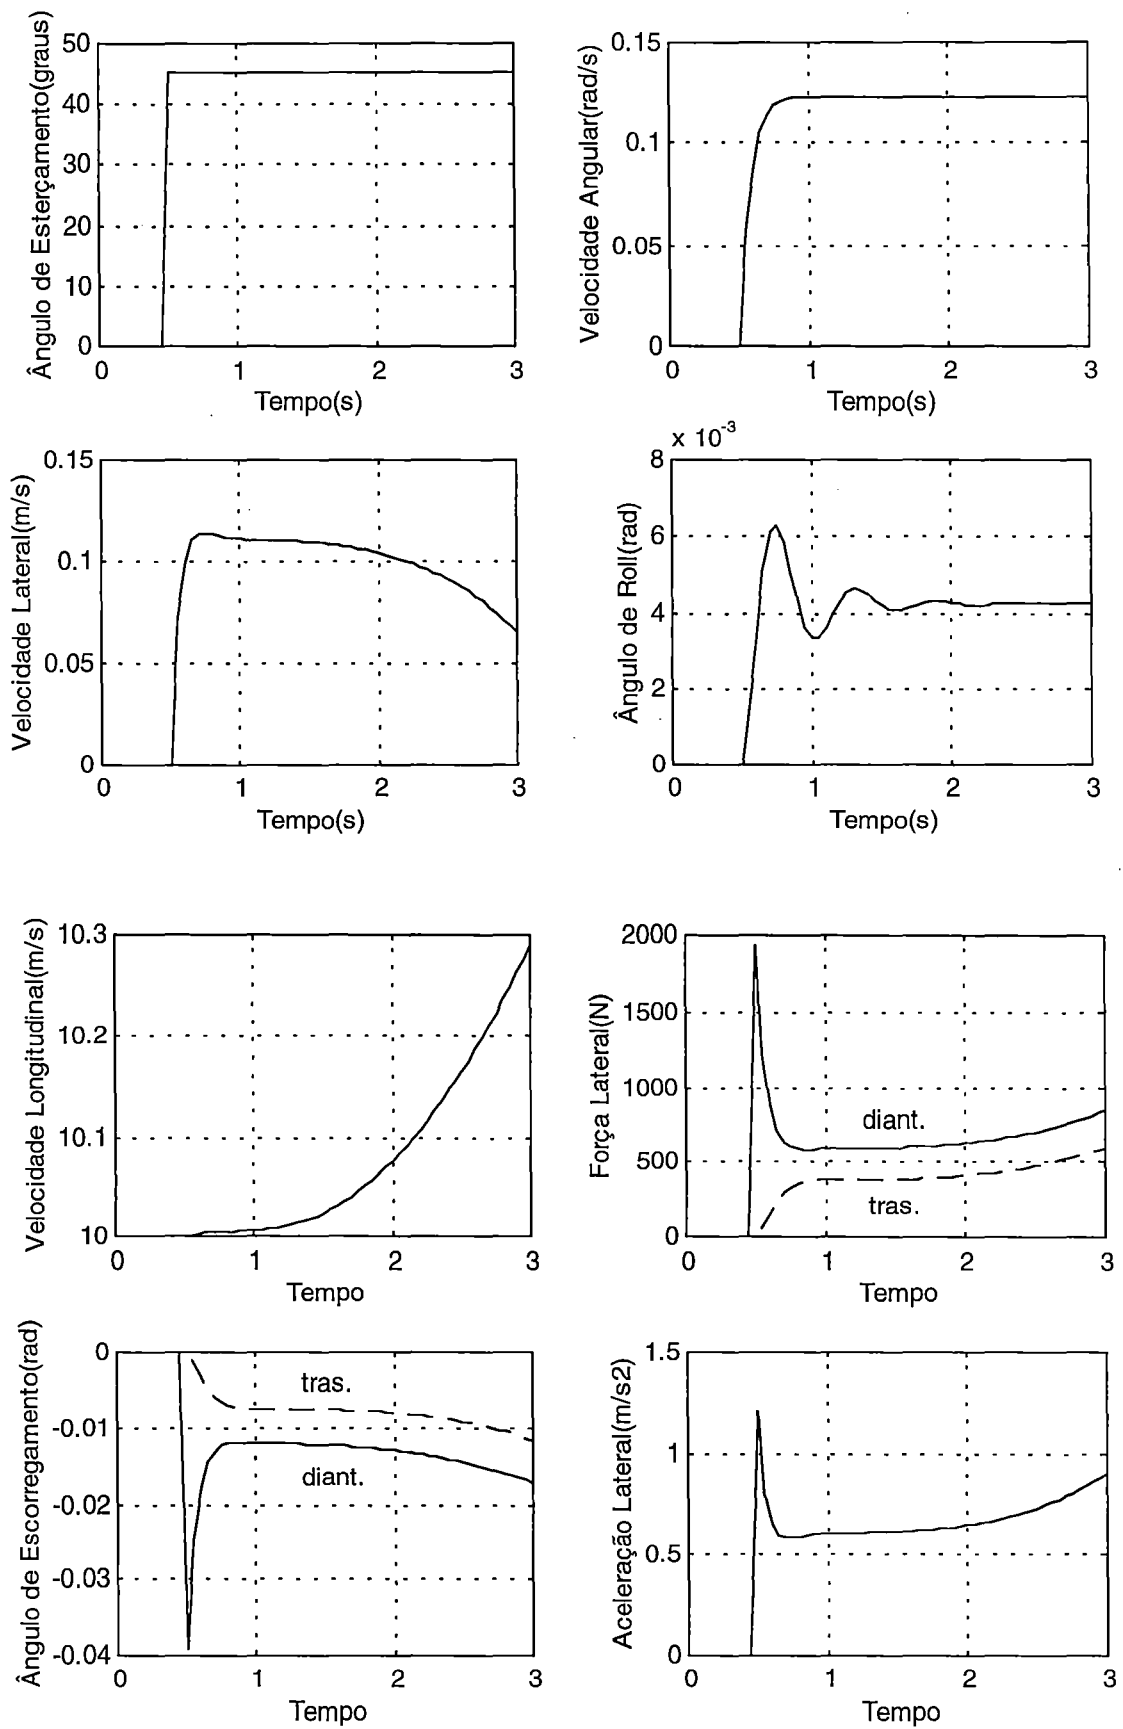 Ângulo de Esterçamento(graus)
50
40
30
20
10
0
0 1 2 3
Tempo(s)
Velocidade Angular(rad/s)
0.15
0.1
0.05
0
0 1 2 3
Tempo(s)
Velocidade Lateral(m/s)
0.15
0.1
0.05
0
0 1 2 3
Tempo(s)
x 10-3
Ângulo de Roll(rad)
8
6
4
2
0
0 1 2 3
Tempo(s)
Velocidade Longitudinal(m/s)
10.3
10.2
10.1
10
0 1 2 3
Tempo
Força Lateral(N)
2000
1500
1000
500
0
diant.
tras.
0 1 2 3
Tempo
Ângulo de Escorregamento(rad)
0
-0.01
-0.02
-0.03
-0.04
tras.
diant.
0 1 2 3
Tempo
Aceleração Lateral(m/s2)
1.5
1
0.5
0
0 1 2 3
Tempo